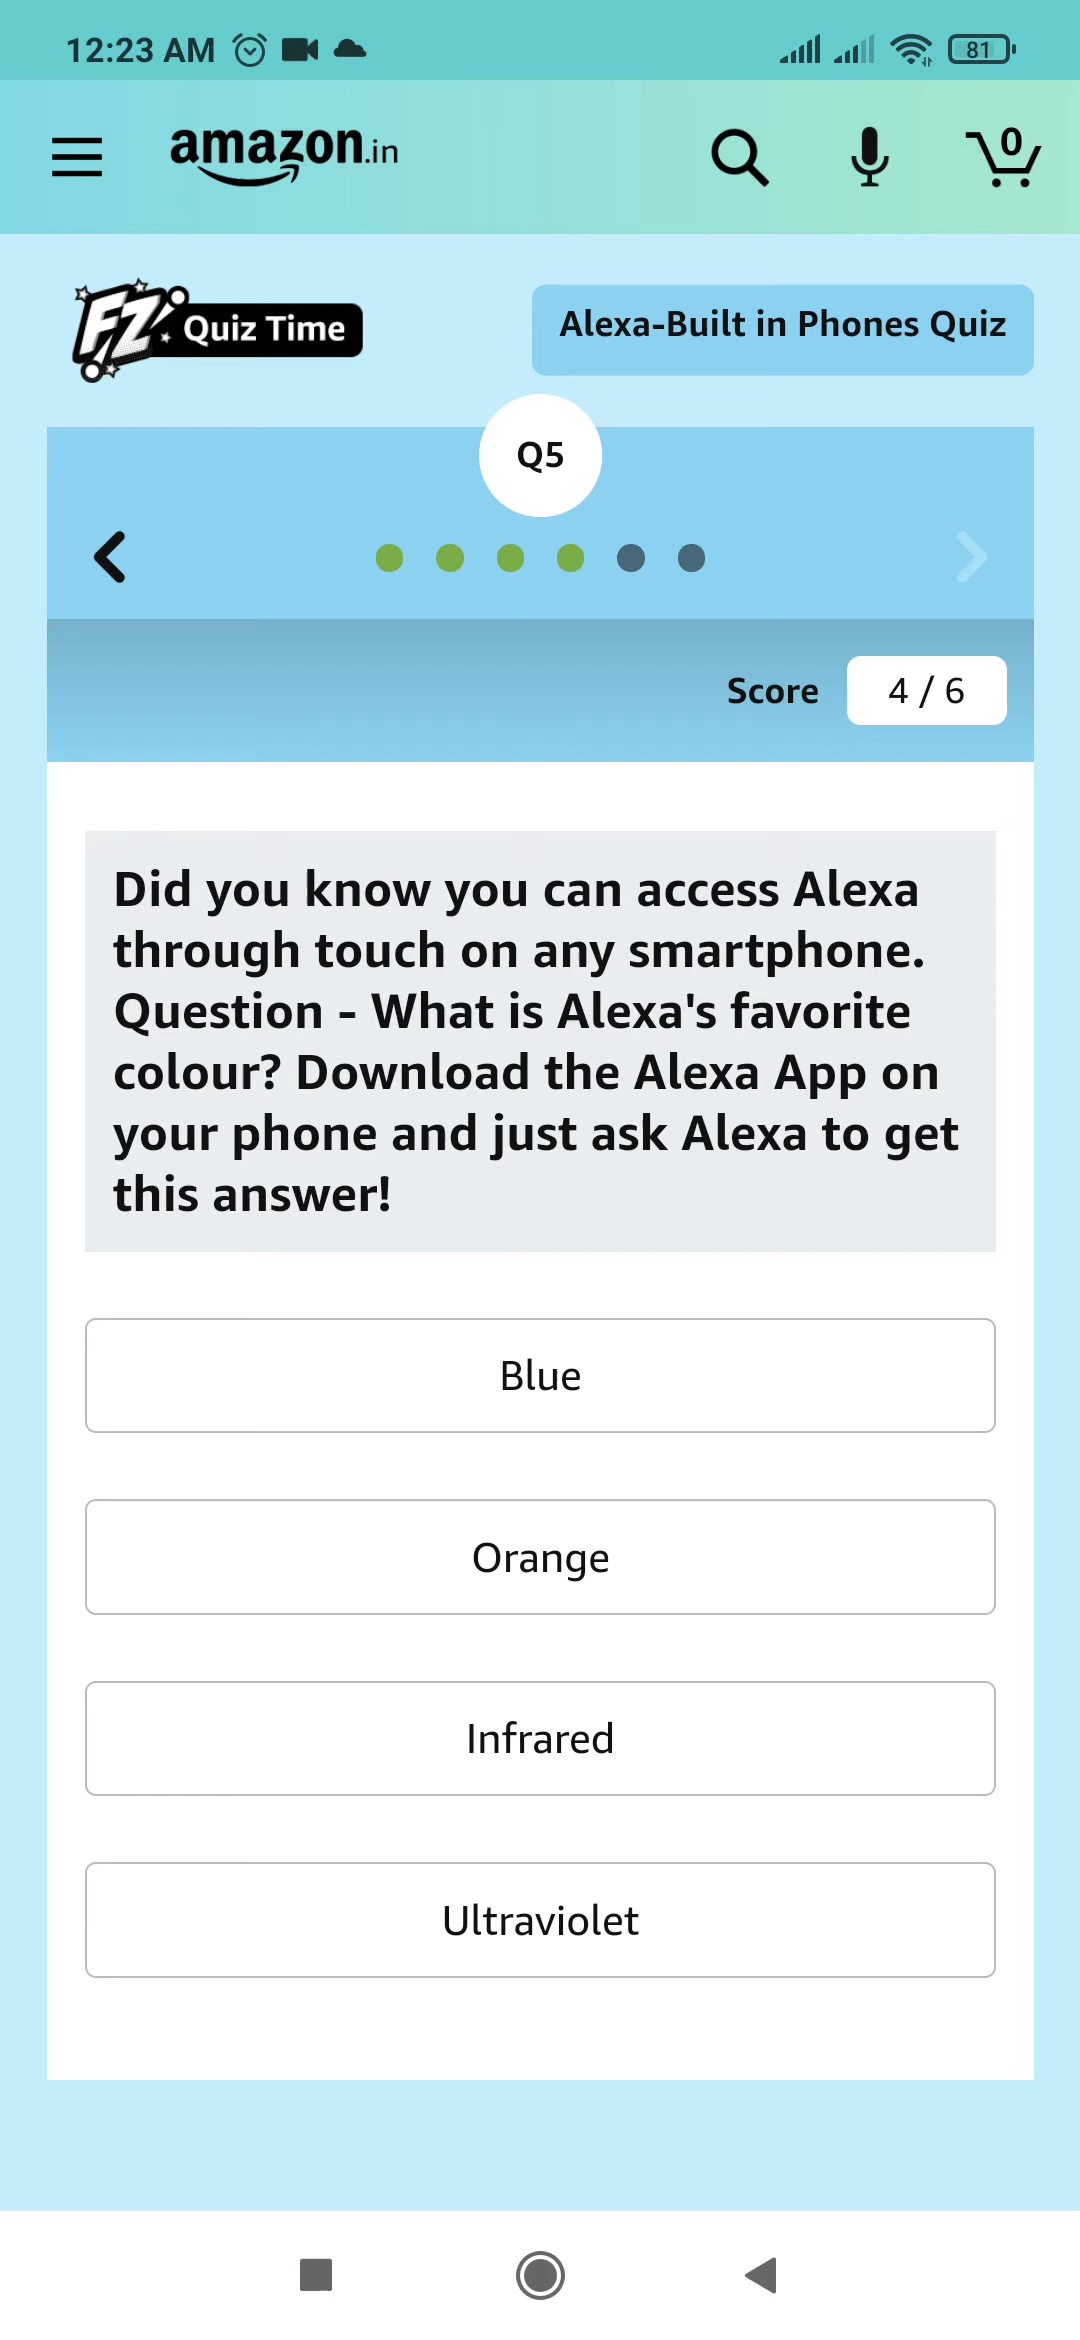 12:23 AM
81
amazon.in
0
FZ Quiz Time
Alexa-Built in Phones Quiz
Q5
Score 4 / 6
Did you know you can access Alexa
through touch on any smartphone.
Question - What is Alexa's favorite
colour? Download the Alexa App on
your phone and just ask Alexa to get
this answer!
Blue
Orange
Infrared
Ultraviolet